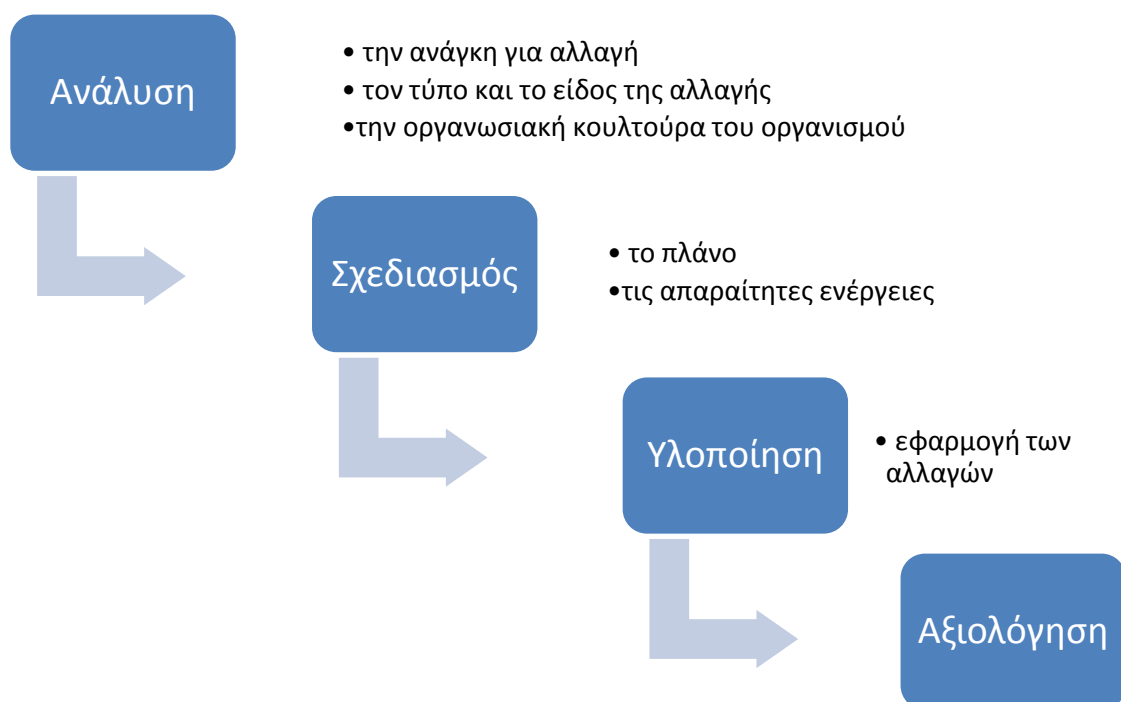 Ανάλυση
• την ανάγκη για αλλαγή
• τον τύπο και το είδος της αλλαγής
•την οργανωσιακή κουλτούρα του οργανισμού
Σχεδιασμός
• το πλάνο
•τις απαραίτητες ενέργειες
Υλοποίηση
• εφαρμογή των
αλλαγών
Αξιολόγηση